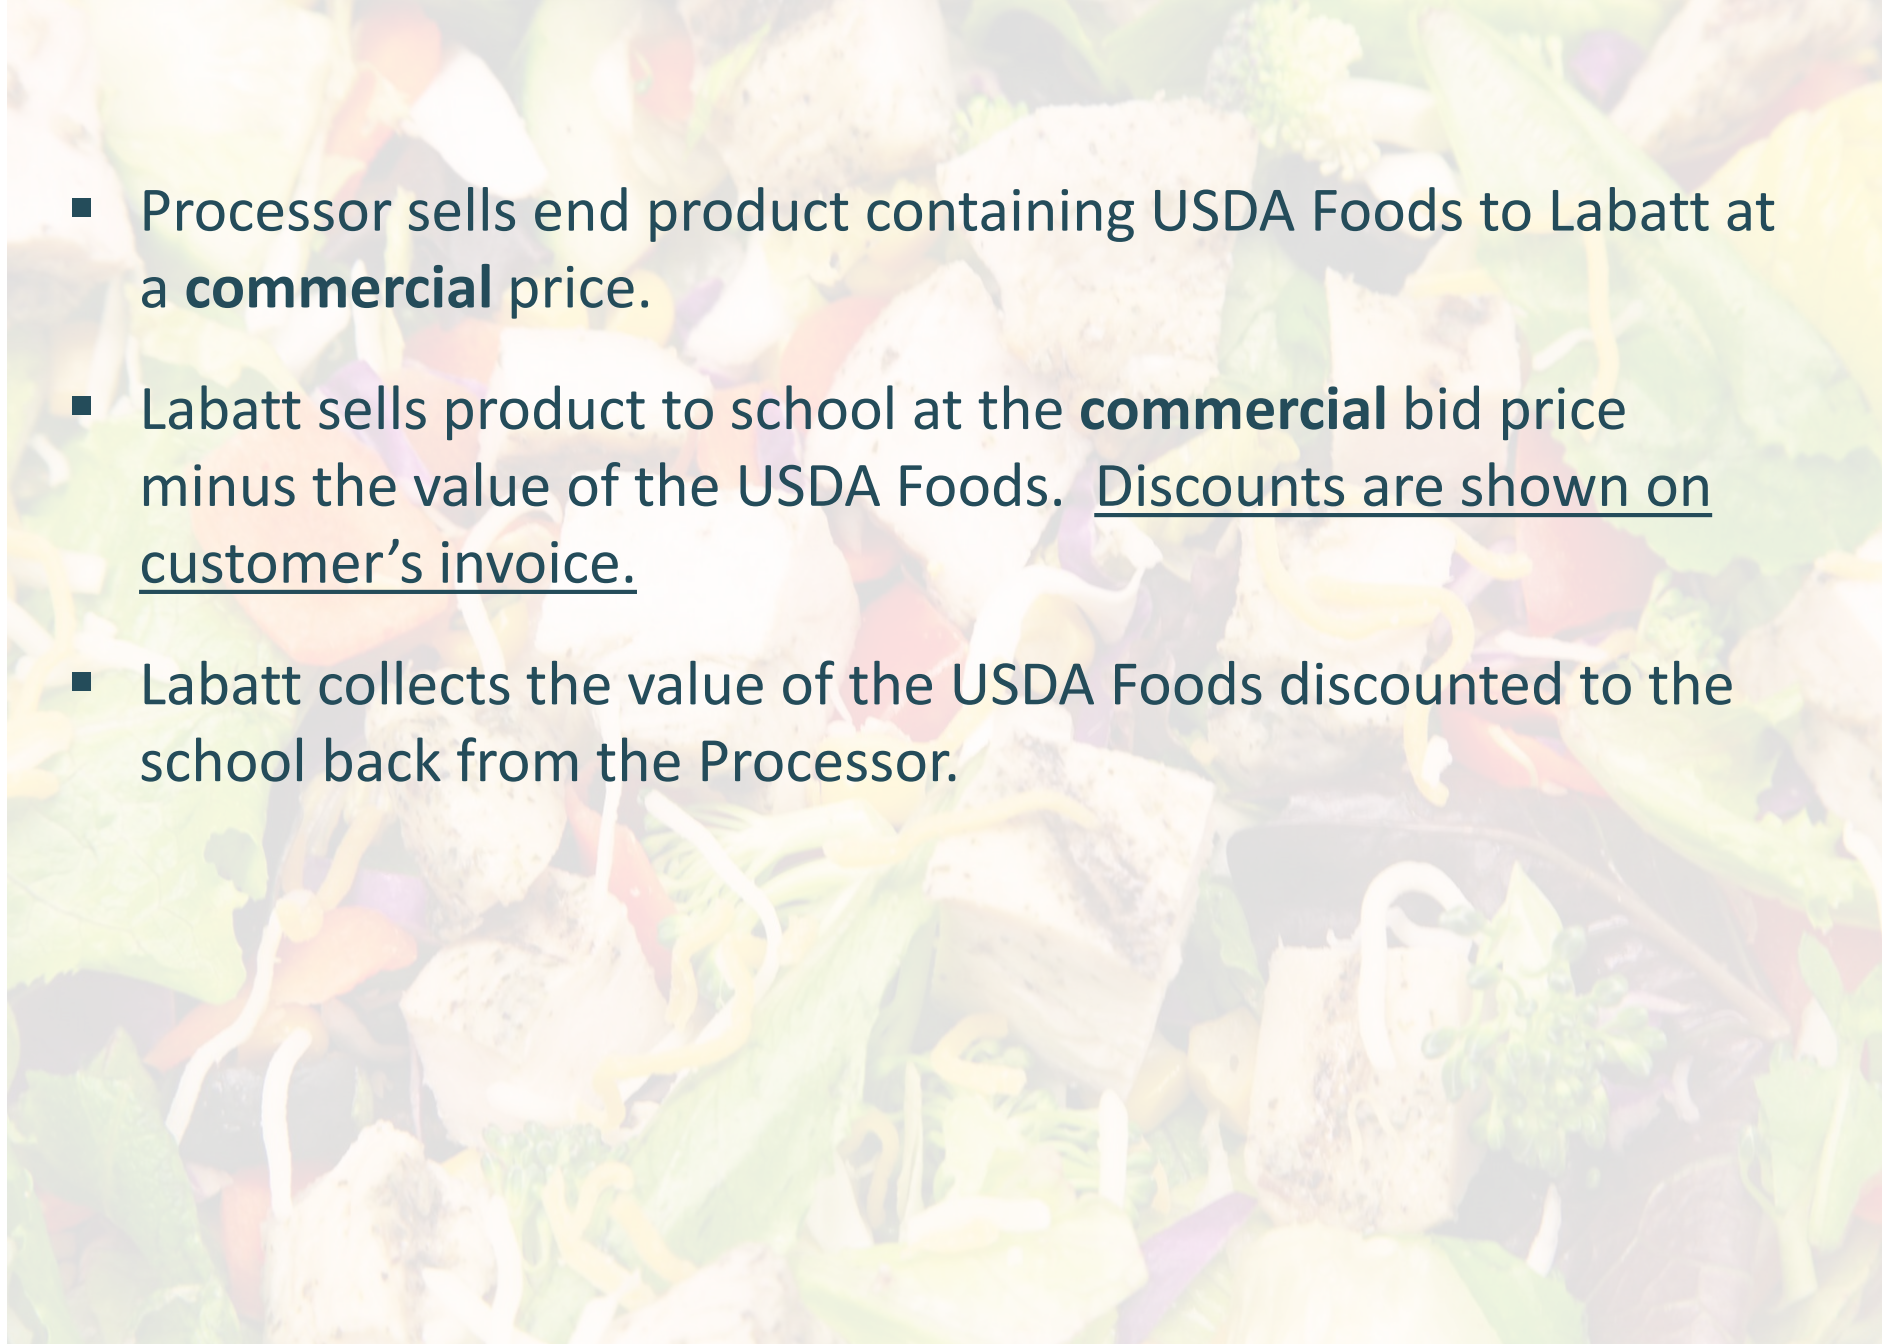 ▪ Processor sells end product containing USDA Foods to Labatt at
a commercial price.
▪ Labatt sells product to school at the commercial bid price
minus the value of the USDA Foods.  Discounts are shown on
customer’s invoice.
▪ Labatt collects the value of the USDA Foods discounted to the
school back from the Processor.